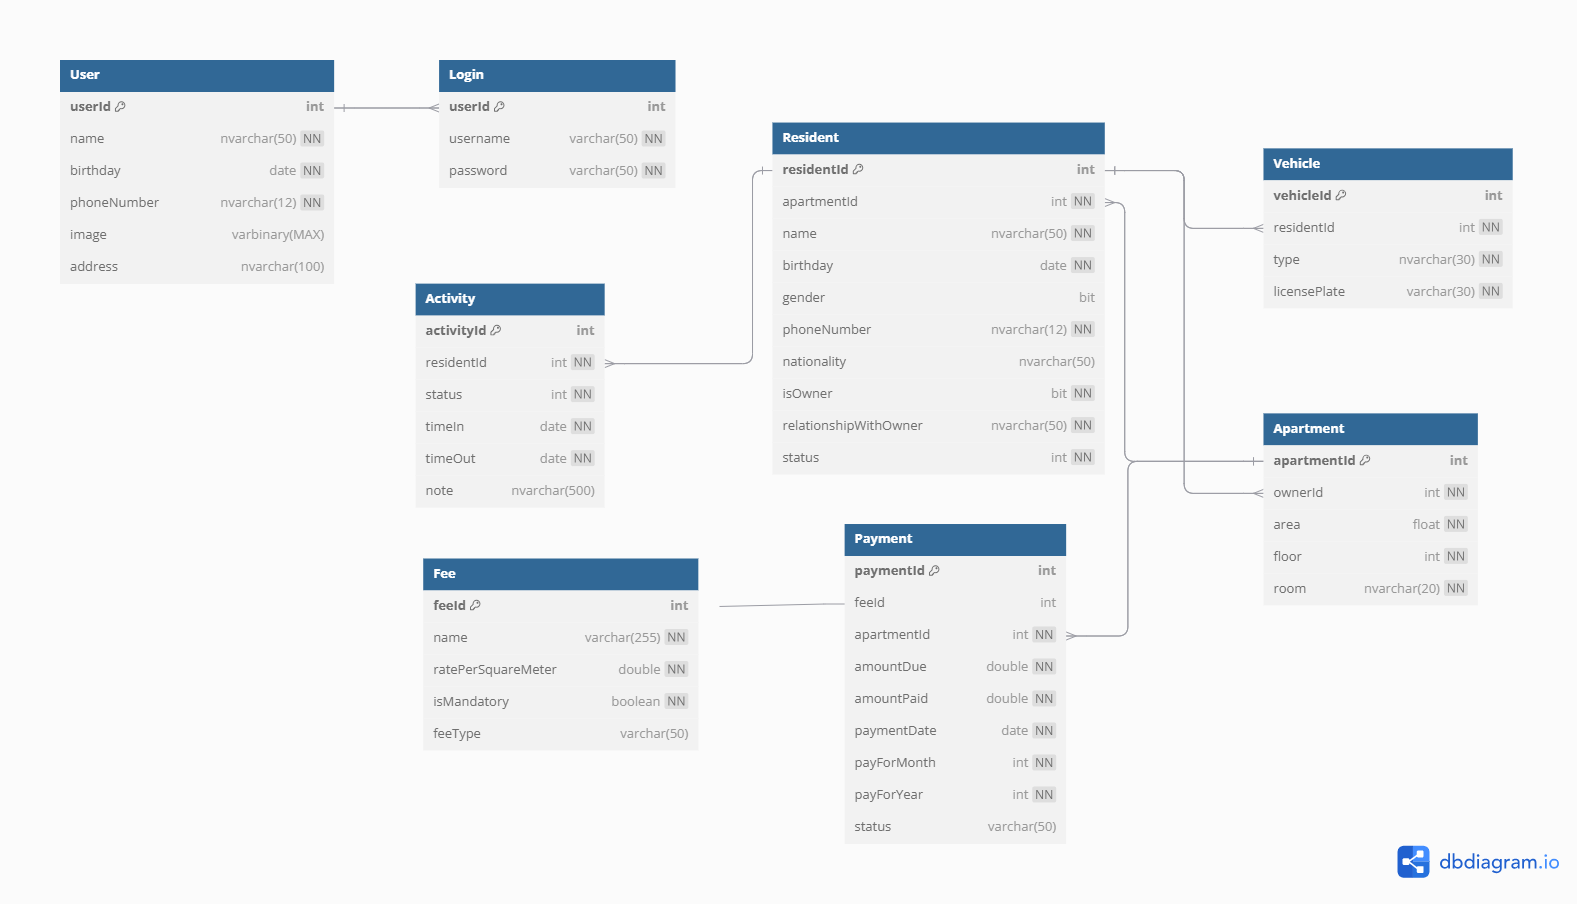 User
userId int
name nvarchar(50) NN
birthday date NN
phoneNumber nvarchar(12) NN
image varbinary(MAX)
address nvarchar(100)
Login
userId int
username varchar(50) NN
password varchar(50) NN
Resident
residentId int
apartmentId int NN
name nvarchar(50) NN
birthday date NN
gender bit
phoneNumber nvarchar(12) NN
nationality nvarchar(50)
isOwner bit NN
relationshipWithOwner nvarchar(50) NN
status int NN
Vehicle
vehicleId int
residentId int NN
type nvarchar(30) NN
licensePlate varchar(30) NN
Activity
activityId int
residentId int NN
status int NN
timeIn date NN
timeOut date NN
note nvarchar(500)
Apartment
apartmentId int
ownerId int NN
area float NN
floor int NN
room nvarchar(20) NN
Fee
feeId int
name varchar(255) NN
ratePerSquareMeter double NN
isMandatory boolean NN
feeType varchar(50)
Payment
paymentId int
feeId int
apartmentId int NN
amountDue double NN
amountPaid double NN
paymentDate date NN
payForMonth int NN
payForYear int NN
status varchar(50)
dbdiagram.io